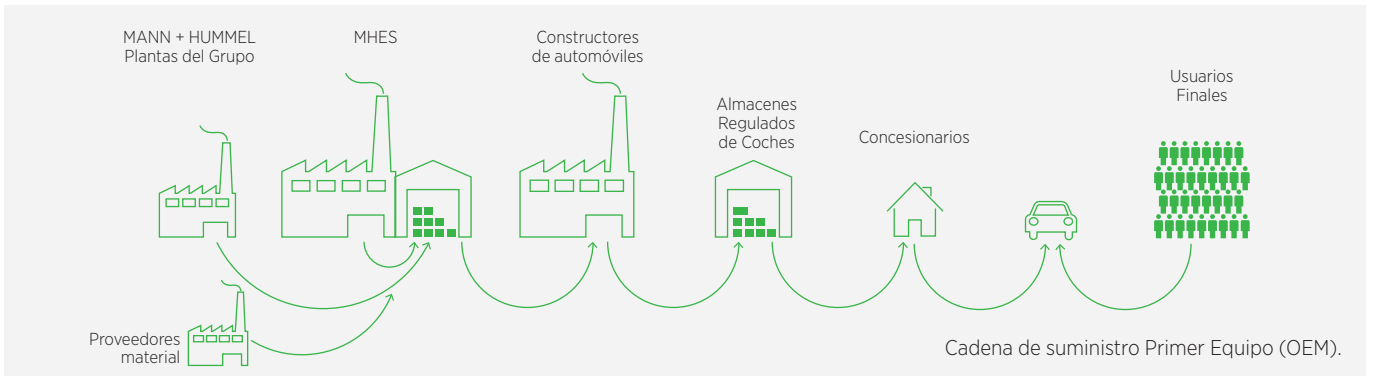 MANN + HUMMEL
Plantas del Grupo
MHES
Constructores
de automóviles
Almacenes
Regulados
de Coches
Concesionarios
Usuarios
Finales
Proveedores
material
Cadena de suministro Primer Equipo (OEM).